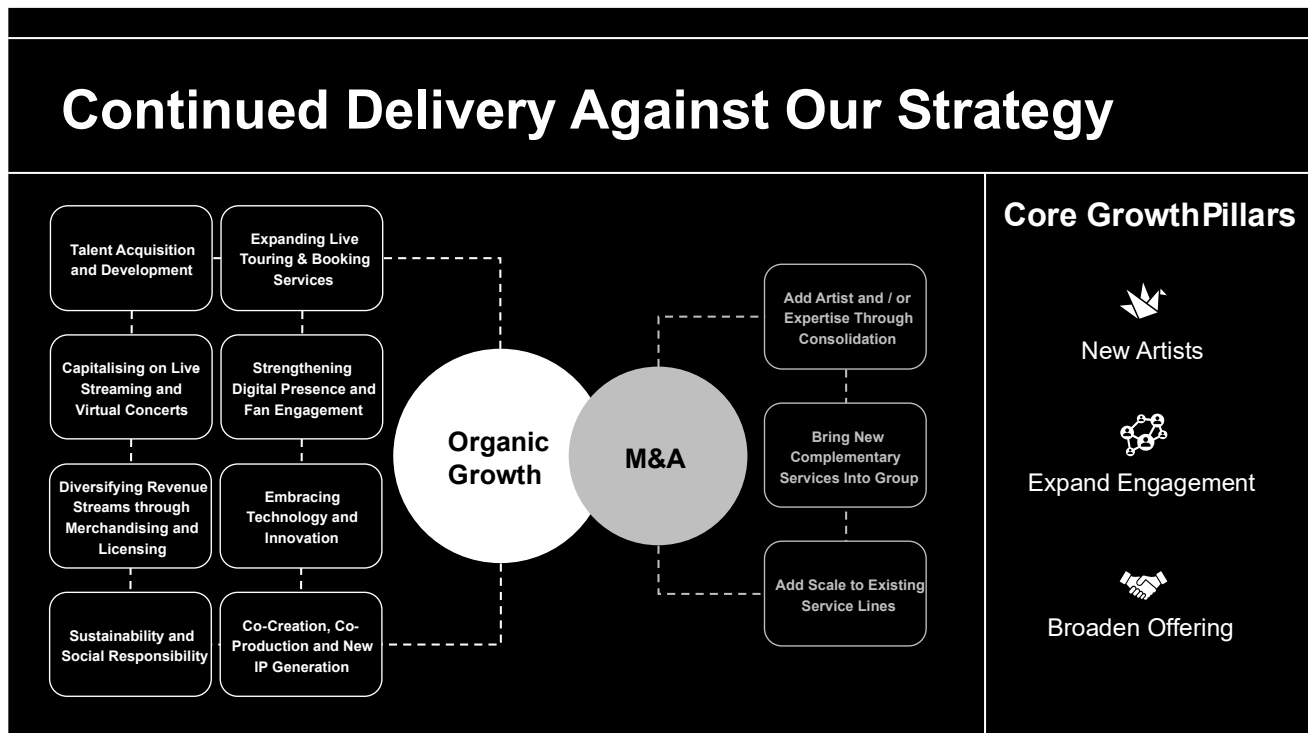 Continued Delivery Against Our Strategy
Talent Acquisition
and Development
Expanding Live
Touring & Booking
Services
Capitalising on Live
Streaming and
Virtual Concerts
Strengthening
Digital Presence and
Fan Engagement
Diversifying Revenue
Streams through
Merchandising and
Licensing
Embracing
Technology and
Innovation
Sustainability and
Social Responsibility
Co-Creation, Co-
Production and New
IP Generation
Organic
Growth
M&A
Add Artist and / or
Expertise Through
Consolidation
Bring New
Complementary
Services Into Group
Add Scale to Existing
Service Lines
Core GrowthPillars
New Artists
Expand Engagement
Broaden Offering